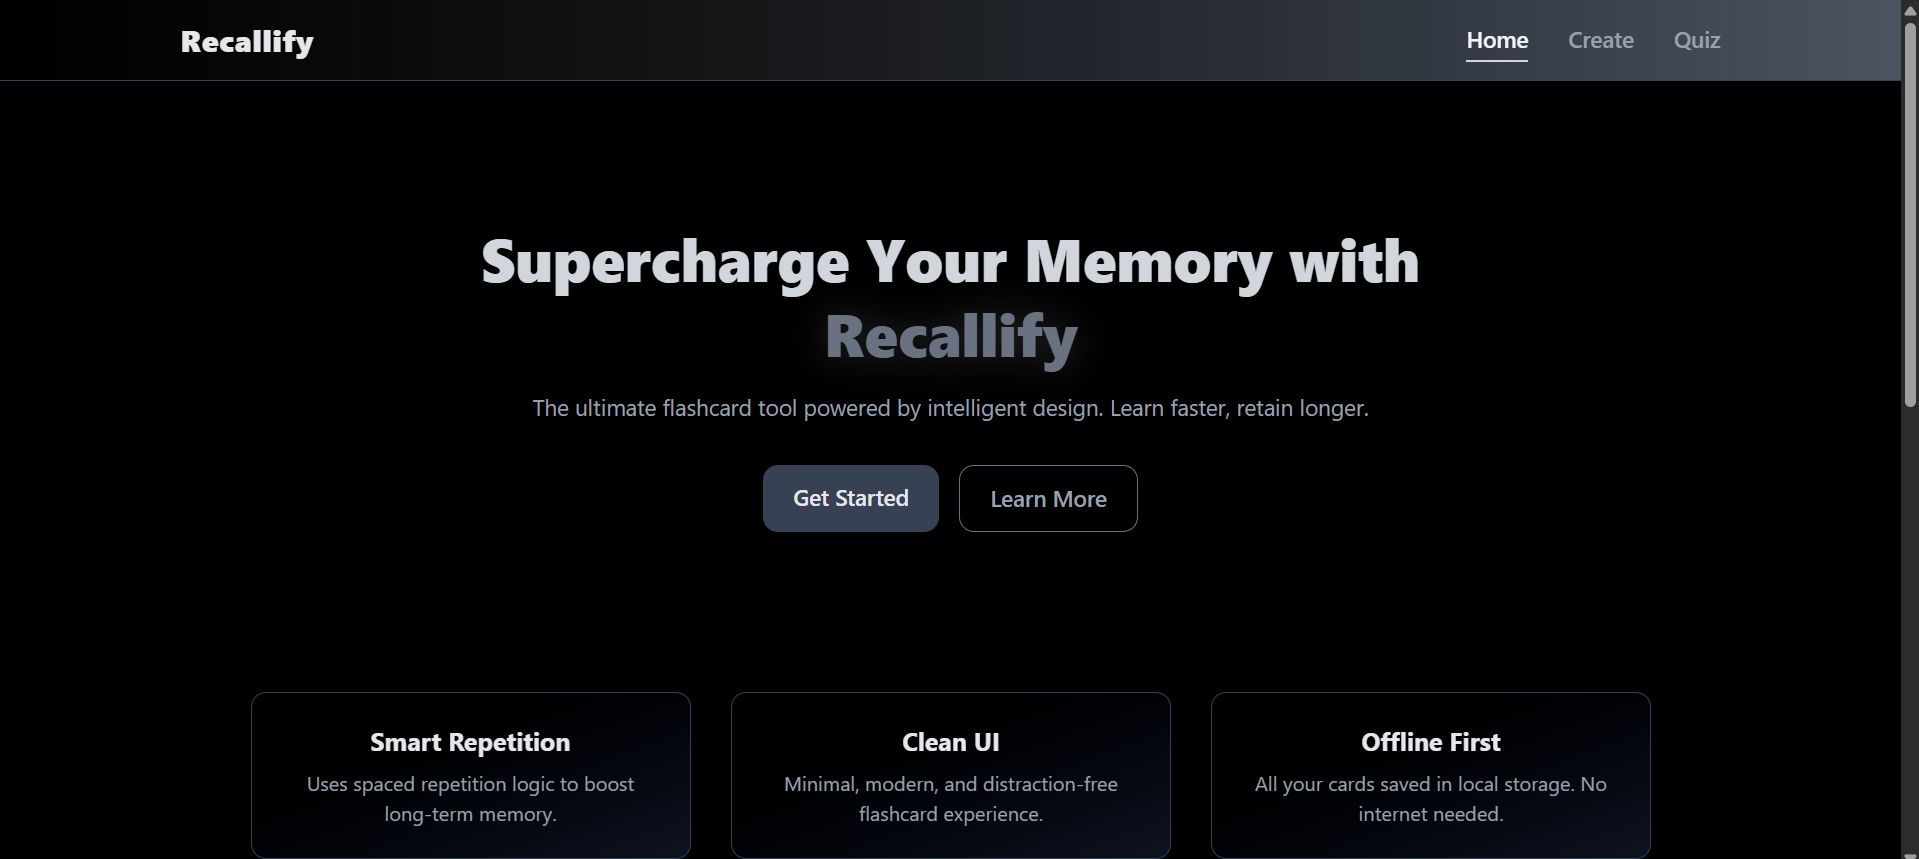 Recallify
Home Create Quiz
Supercharge Your Memory with
Recallify
The ultimate flashcard tool powered by intelligent design. Learn faster, retain longer.
Get Started
Learn More
Smart Repetition
Uses spaced repetition logic to boost
long-term memory.
Clean UI
Minimal, modern, and distraction-free
flashcard experience.
Offline First
All your cards saved in local storage. No
internet needed.